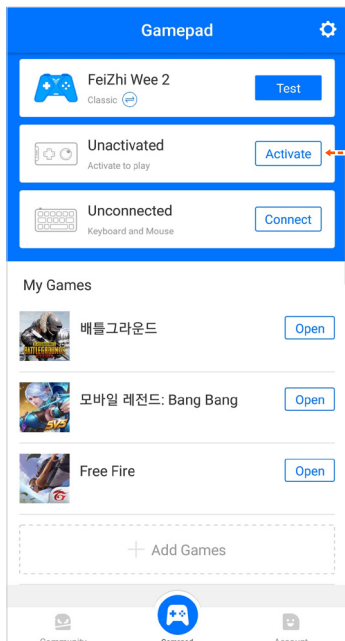 Gamepad
FeiZhi Wee 2
Classic
Test
Unactivated
Activate to play
Activate
Unconnected
Keyboard and Mouse
Connect
My Games
배틀그라운드
Open
모바일 레전드: Bang Bang
5V5
Open
Free Fire
Open
Add Games